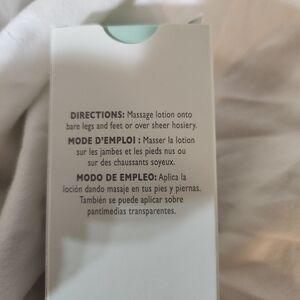 DIRECTIONS: Massage lotion onto
bare legs and feet or over sheer hosiery.
MODE D'EMPLOI : Masser la lotion
sur les jambes et les pieds nus ou
sur des chaussants soyeux.
MODO DE EMPLEO: Aplica la
loción dando masaje en tus pies y piernas.
También se puede aplicar sobre
pantimedias transparentes.